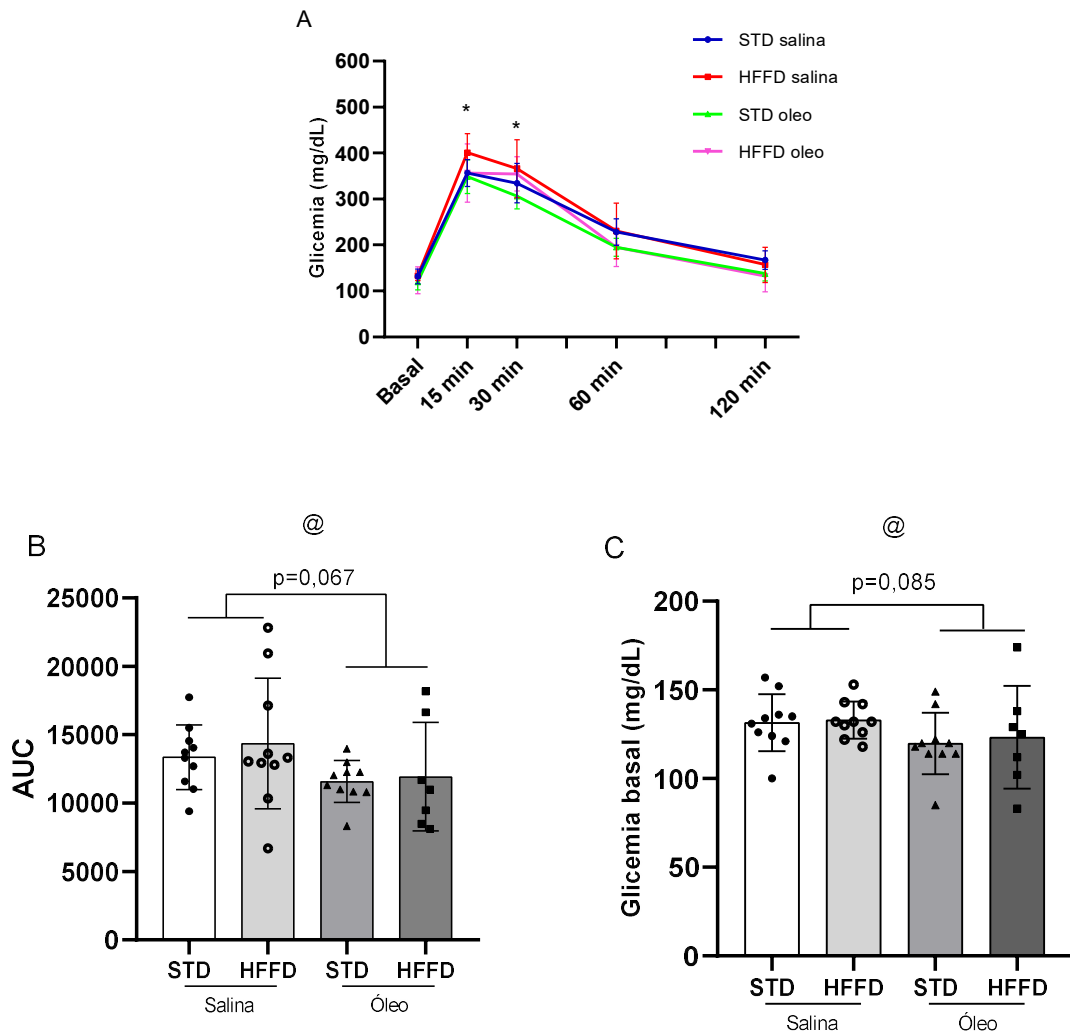 A
STD salina
HFFD salina
STD oleo
HFFD oleo
Glicemia (mg/dL)
600
500
400
300
200
100
0
*
*
Basal
15 min
30 min
60 min
120 min
B
@
p=0,067
AUC
25000
20000
15000
10000
5000
0
STD HFFD STD HFFD
Salina Óleo
C
@
p=0,085
Glicemia basal (mg/dL)
200
150
100
50
0
STD HFFD STD HFFD
Salina Óleo